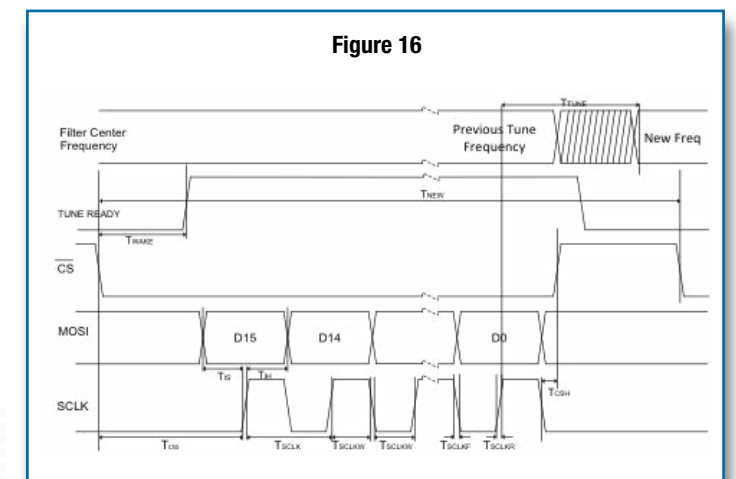 Figure 16
TTUNE
Filter Center
Frequency
Previous Tune
Frequency
New Freq
TNEW
TUNE READY
TWAKE
CS
MOSI
D15
D14
D0
TIS
TIH
TCSH
SCLK
TCSS
TSCLK
TSCLKW
TSCLKW
TSCLKF
TSCLKR